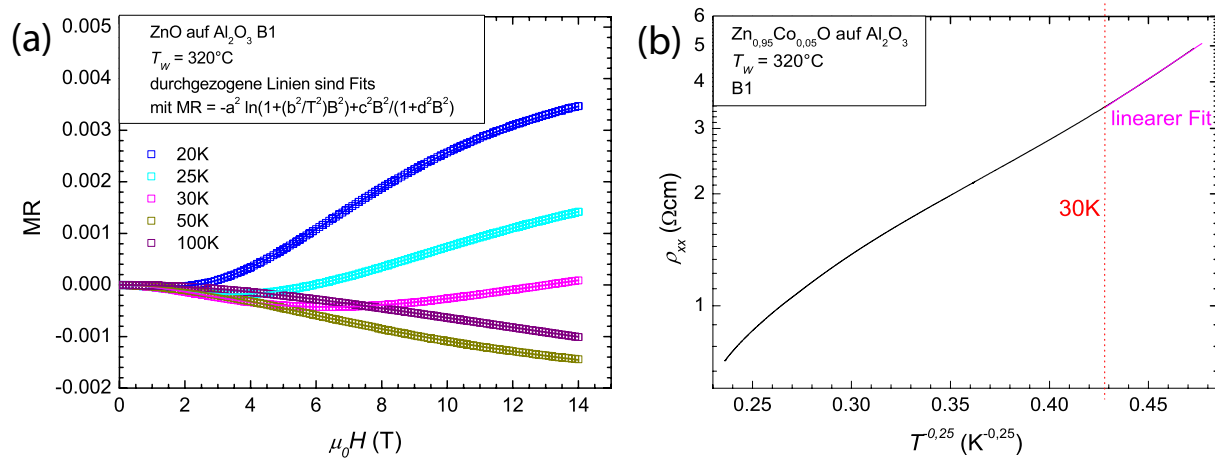 (a)
ZnO auf Al2O3 B1
TW = 320°C
durchgezogene Linien sind Fits
mit MR = -a² ln(1+(b²/T²)B²)+c²B²/(1+d²B²)
20K
25K
30K
50K
100K
0.005
0.004
0.003
0.002
0.001
0.000
-0.001
-0.002
MR
0 2 4 6 8 10 12 14
μ0H (T)
(b)
Zn0,95Co0,05O auf Al2O3
TW = 320°C
B1
linearer Fit
30K
6
5
4
3
2
1
ρxx (Ωcm)
0.25 0.30 0.35 0.40 0.45
T-0,25 (K-0,25)